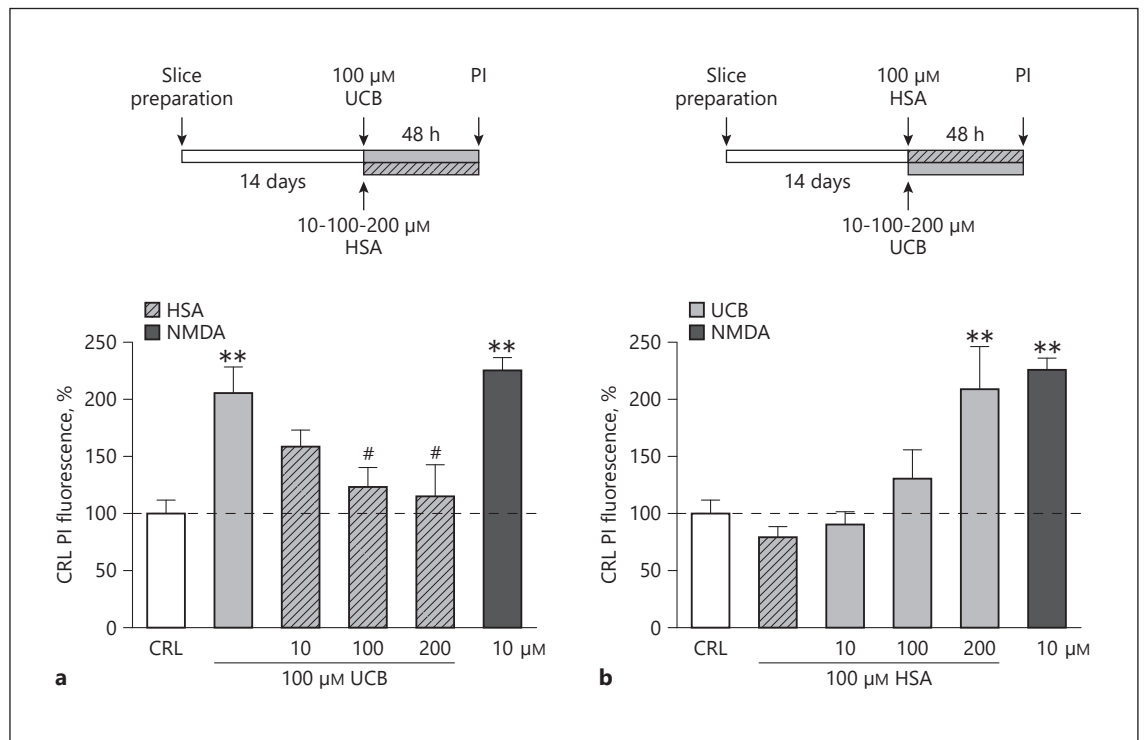 Slice
preparation
100 µM
UCB
PI
48 h
14 days
10-100-200 µM
HSA
HSA
NMDA
CRL PI fluorescence, %
250
200
150
100
50
0
**
#
#
**
CRL
10
100
200
10 µM
100 µM UCB
a
Slice
preparation
100 µM
HSA
PI
48 h
14 days
10-100-200 µM
UCB
UCB
NMDA
CRL PI fluorescence, %
250
200
150
100
50
0
**
**
CRL
10
100
200
10 µM
100 µM HSA
b